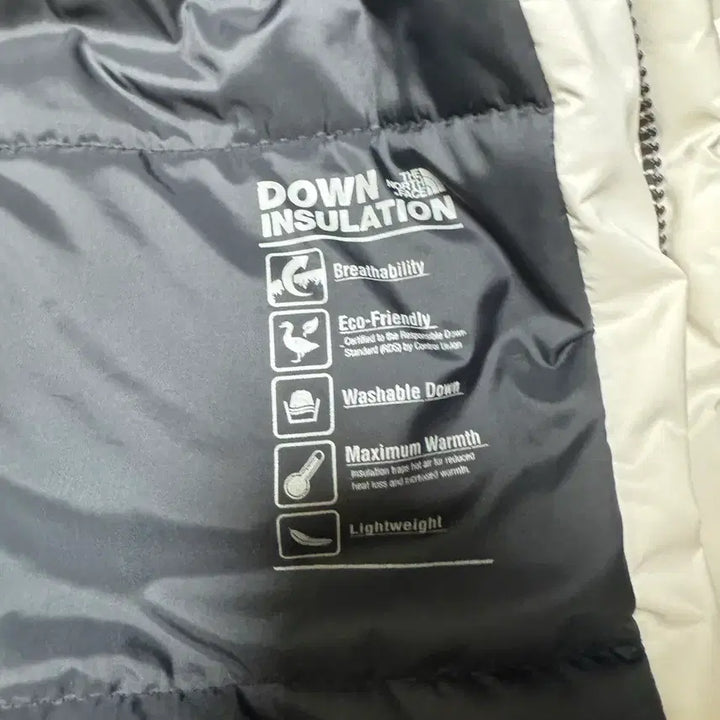 DOWN
THE
NORTH
FACE
INSULATION
Breathability
Eco-Friendly
Certified to the Responsible Down
Standard (RDS) by Control Union
Washable Down
Maximum Warmth
Insulation traps hot air for reduced
heat loss and increased warmth.
Lightweight